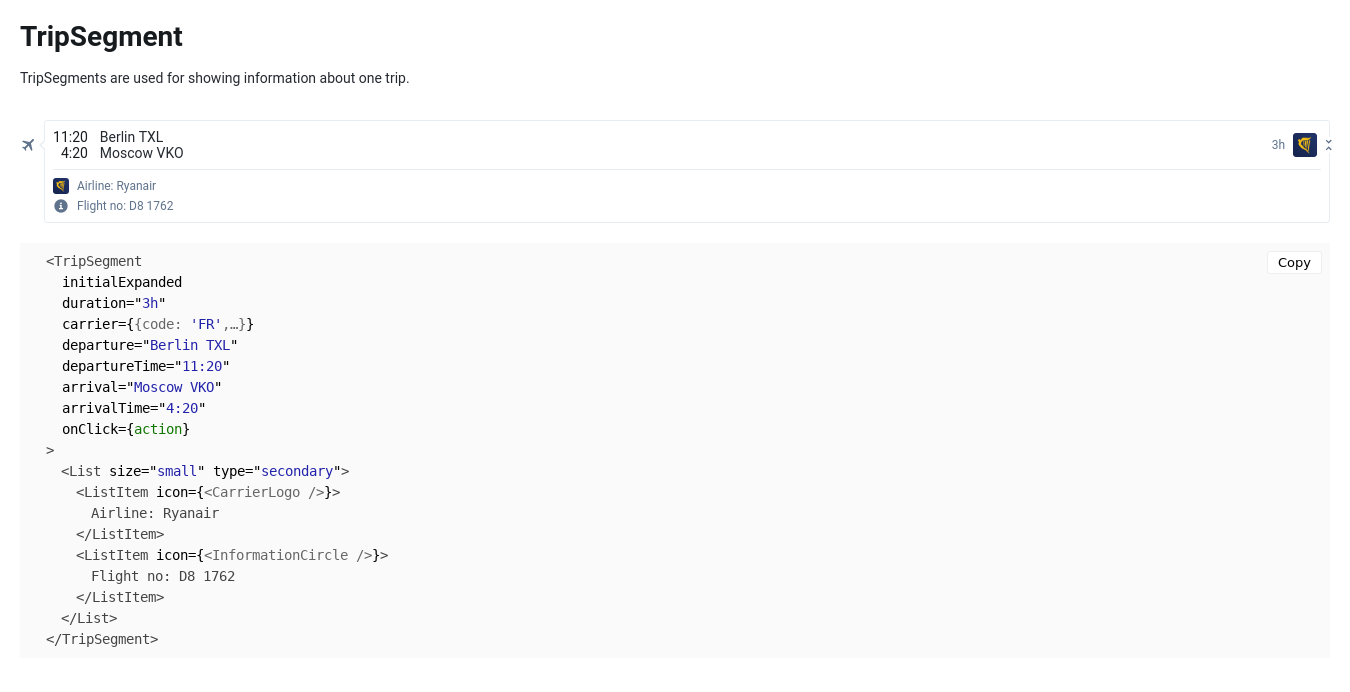 TripSegment
TripSegments are used for showing information about one trip.
11:20 Berlin TXL
4:20 Moscow VKO
3h
Airline: Ryanair
Flight no: D8 1762
Copy
<TripSegment
initialExpanded
duration="3h"
carrier={{code: 'FR',…}}
departure="Berlin TXL"
departureTime="11:20"
arrival="Moscow VKO"
arrivalTime="4:20"
onClick={action}
>
<List size="small" type="secondary">
<ListItem icon={<CarrierLogo />}>
Airline: Ryanair
</ListItem>
<ListItem icon={<InformationCircle />}>
Flight no: D8 1762
</ListItem>
</List>
</TripSegment>